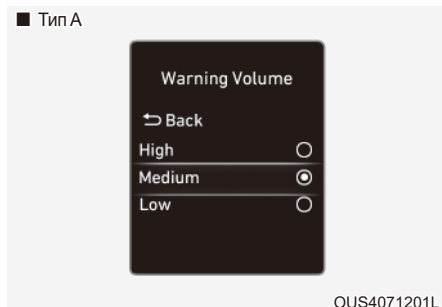 ■ Тип A
Warning Volume
⮌ Back
High
Medium
Low
OUS4071201L